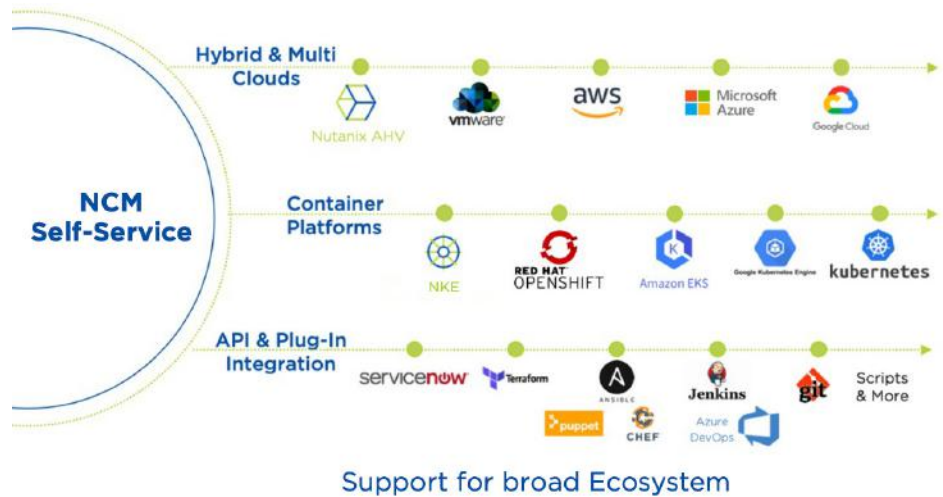 Hybrid & Multi
Clouds
Nutanix AHV
vmware®
aws
Microsoft
Azure
Google Cloud
NCM
Self-Service
Container
Platforms
NKE
RED HAT®
OPENSHIFT
K
Amazon EKS
Google Kubernetes Engine
kubernetes
API & Plug-In
Integration
servicenow
Terraform
A
ANSIBLE
Jenkins
git
Scripts
& More
puppet
CHEF
Azure
DevOps
Support for broad Ecosystem